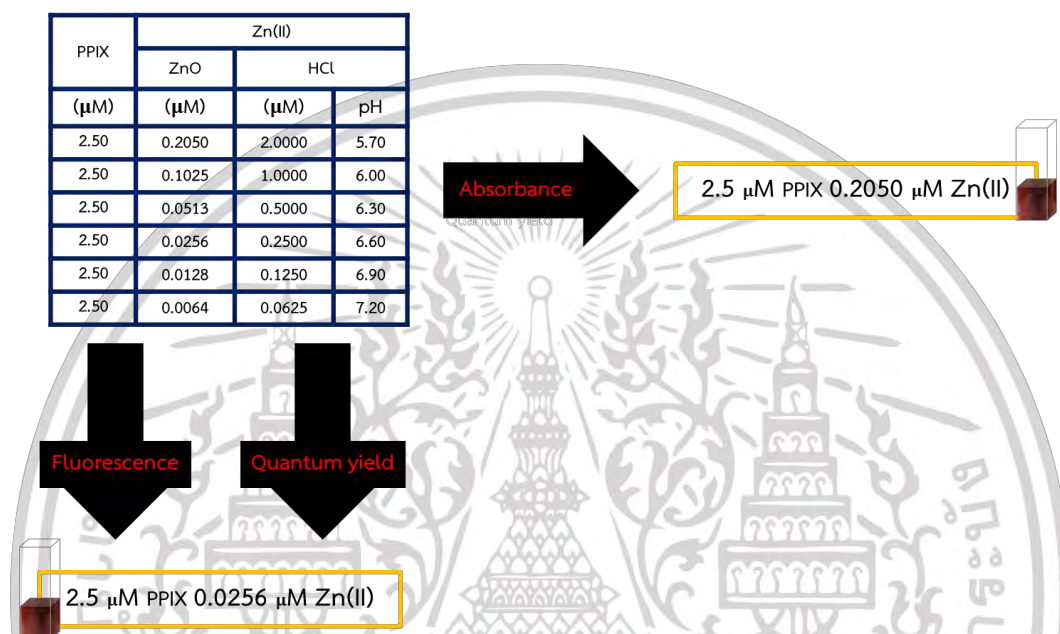 PPIX Zn(II)
ZnO HCl
(μM) (μM) (μM) pH
2.50 0.2050 2.0000 5.70
2.50 0.1025 1.0000 6.00
2.50 0.0513 0.5000 6.30
2.50 0.0256 0.2500 6.60
2.50 0.0128 0.1250 6.90
2.50 0.0064 0.0625 7.20
Absorbance
Quantum yield
2.5 μM PPIX 0.2050 μM Zn(II)
Fluorescence
Quantum yield
2.5 μM PPIX 0.0256 μM Zn(II)